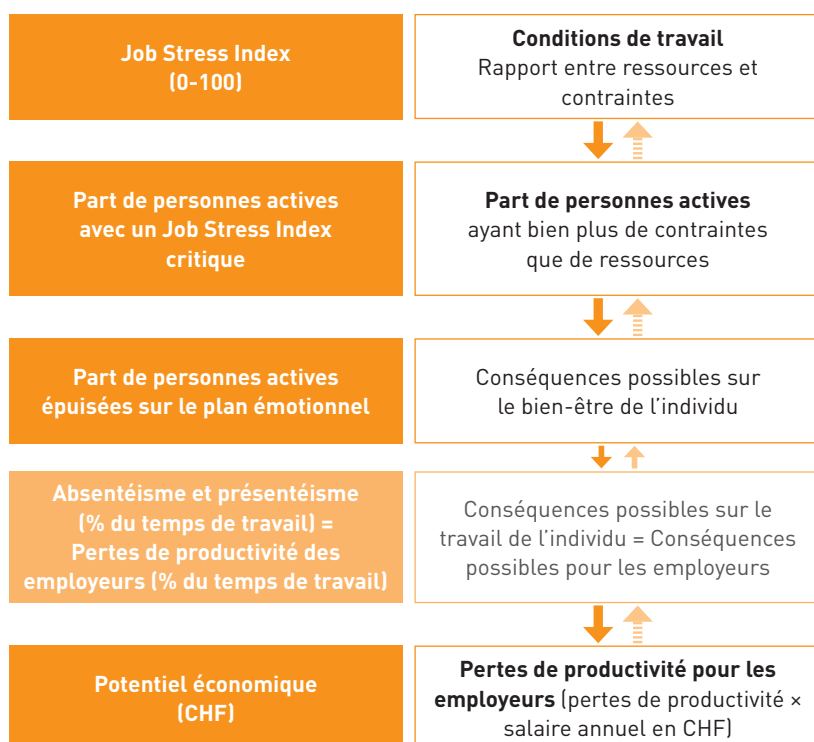 Job Stress Index
(0-100)
Conditions de travail
Rapport entre ressources et
contraintes
Part de personnes actives
avec un Job Stress Index
critique
Part de personnes actives
ayant bien plus de contraintes
que de ressources
Part de personnes actives
épuisées sur le plan émotionnel
Conséquences possibles sur
le bien-être de l’individu
Absentéisme et présentéisme
(% du temps de travail) =
Pertes de productivité des
employeurs (% du temps de travail)
Conséquences possibles sur le
travail de l’individu = Conséquences
possibles pour les employeurs
Potentiel économique
(CHF)
Pertes de productivité pour les
employeurs (pertes de productivité ×
salaire annuel en CHF)